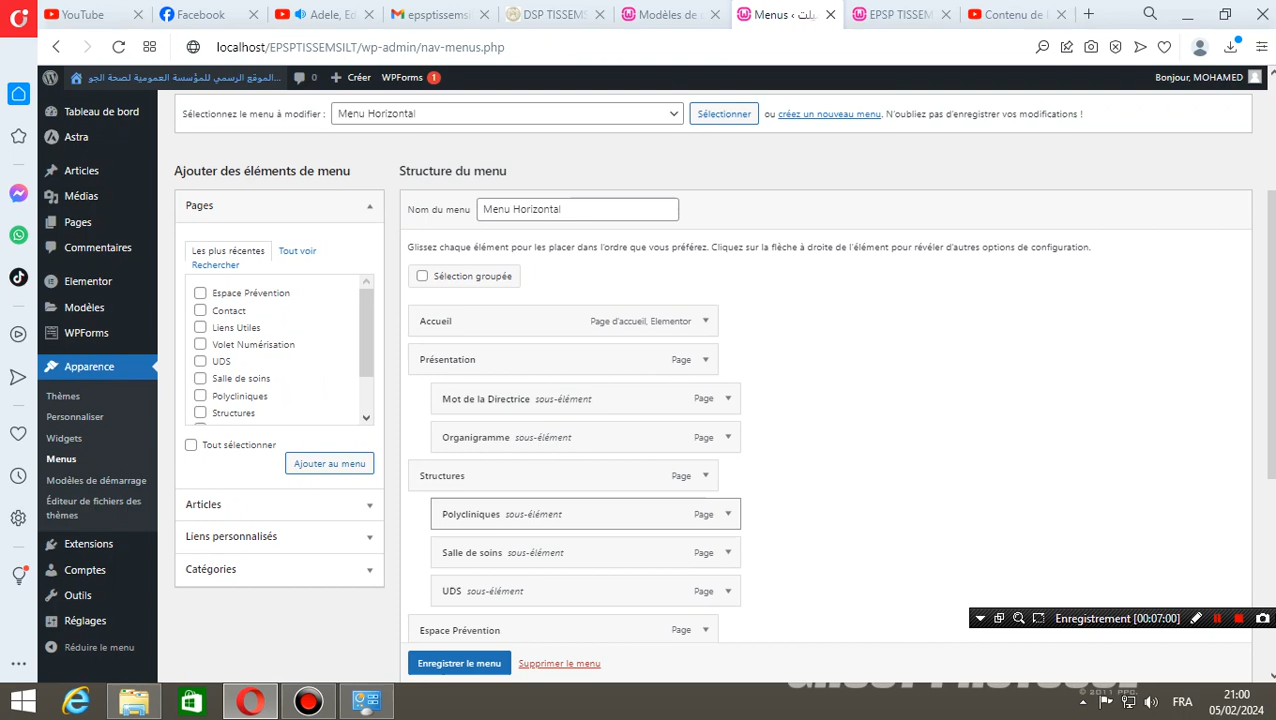 YouTube
Facebook
Adele, Ed
epsptissemsi
DSP TISSEMS
Modèles de
Menus ‹ تيسمسيلت
EPSP TISSEM
Contenu de l
localhost/EPSPTISSEMSILT/wp-admin/nav-menus.php
الموقع الرسمي للمؤسسة العمومية لصحة الجو...
0
Créer
WPForms 1
Bonjour, MOHAMED
Tableau de bord
Astra
Articles
Médias
Pages
Commentaires
Elementor
Modèles
WPForms
Apparence
Thèmes
Personnaliser
Widgets
Menus
Modèles de démarrage
Éditeur de fichiers des
thèmes
Extensions
Comptes
Outils
Réglages
Réduire le menu
Sélectionnez le menu à modifier :
Menu Horizontal
Sélectionner
ou créez un nouveau menu. N'oubliez pas d'enregistrer vos modifications !
Ajouter des éléments de menu
Pages
Les plus récentes
Tout voir
Rechercher
Espace Prévention
Contact
Liens Utiles
Volet Numérisation
UDS
Salle de soins
Polycliniques
Structures
Tout sélectionner
Ajouter au menu
Articles
Liens personnalisés
Catégories
Structure du menu
Nom du menu
Menu Horizontal
Glissez chaque élément pour les placer dans l'ordre que vous préférez. Cliquez sur la flèche à droite de l'élément pour révéler d'autres options de configuration.
Sélection groupée
Accueil Page d'accueil, Elementor
Présentation Page
Mot de la Directrice sous-élément Page
Organigramme sous-élément Page
Structures Page
Polycliniques sous-élément Page
Salle de soins sous-élément Page
UDS sous-élément Page
Espace Prévention Page
Enregistrer le menu
Supprimer le menu
Enregistrement [00:07:00]
© 2011 PPC.
FRA
21:00
05/02/2024